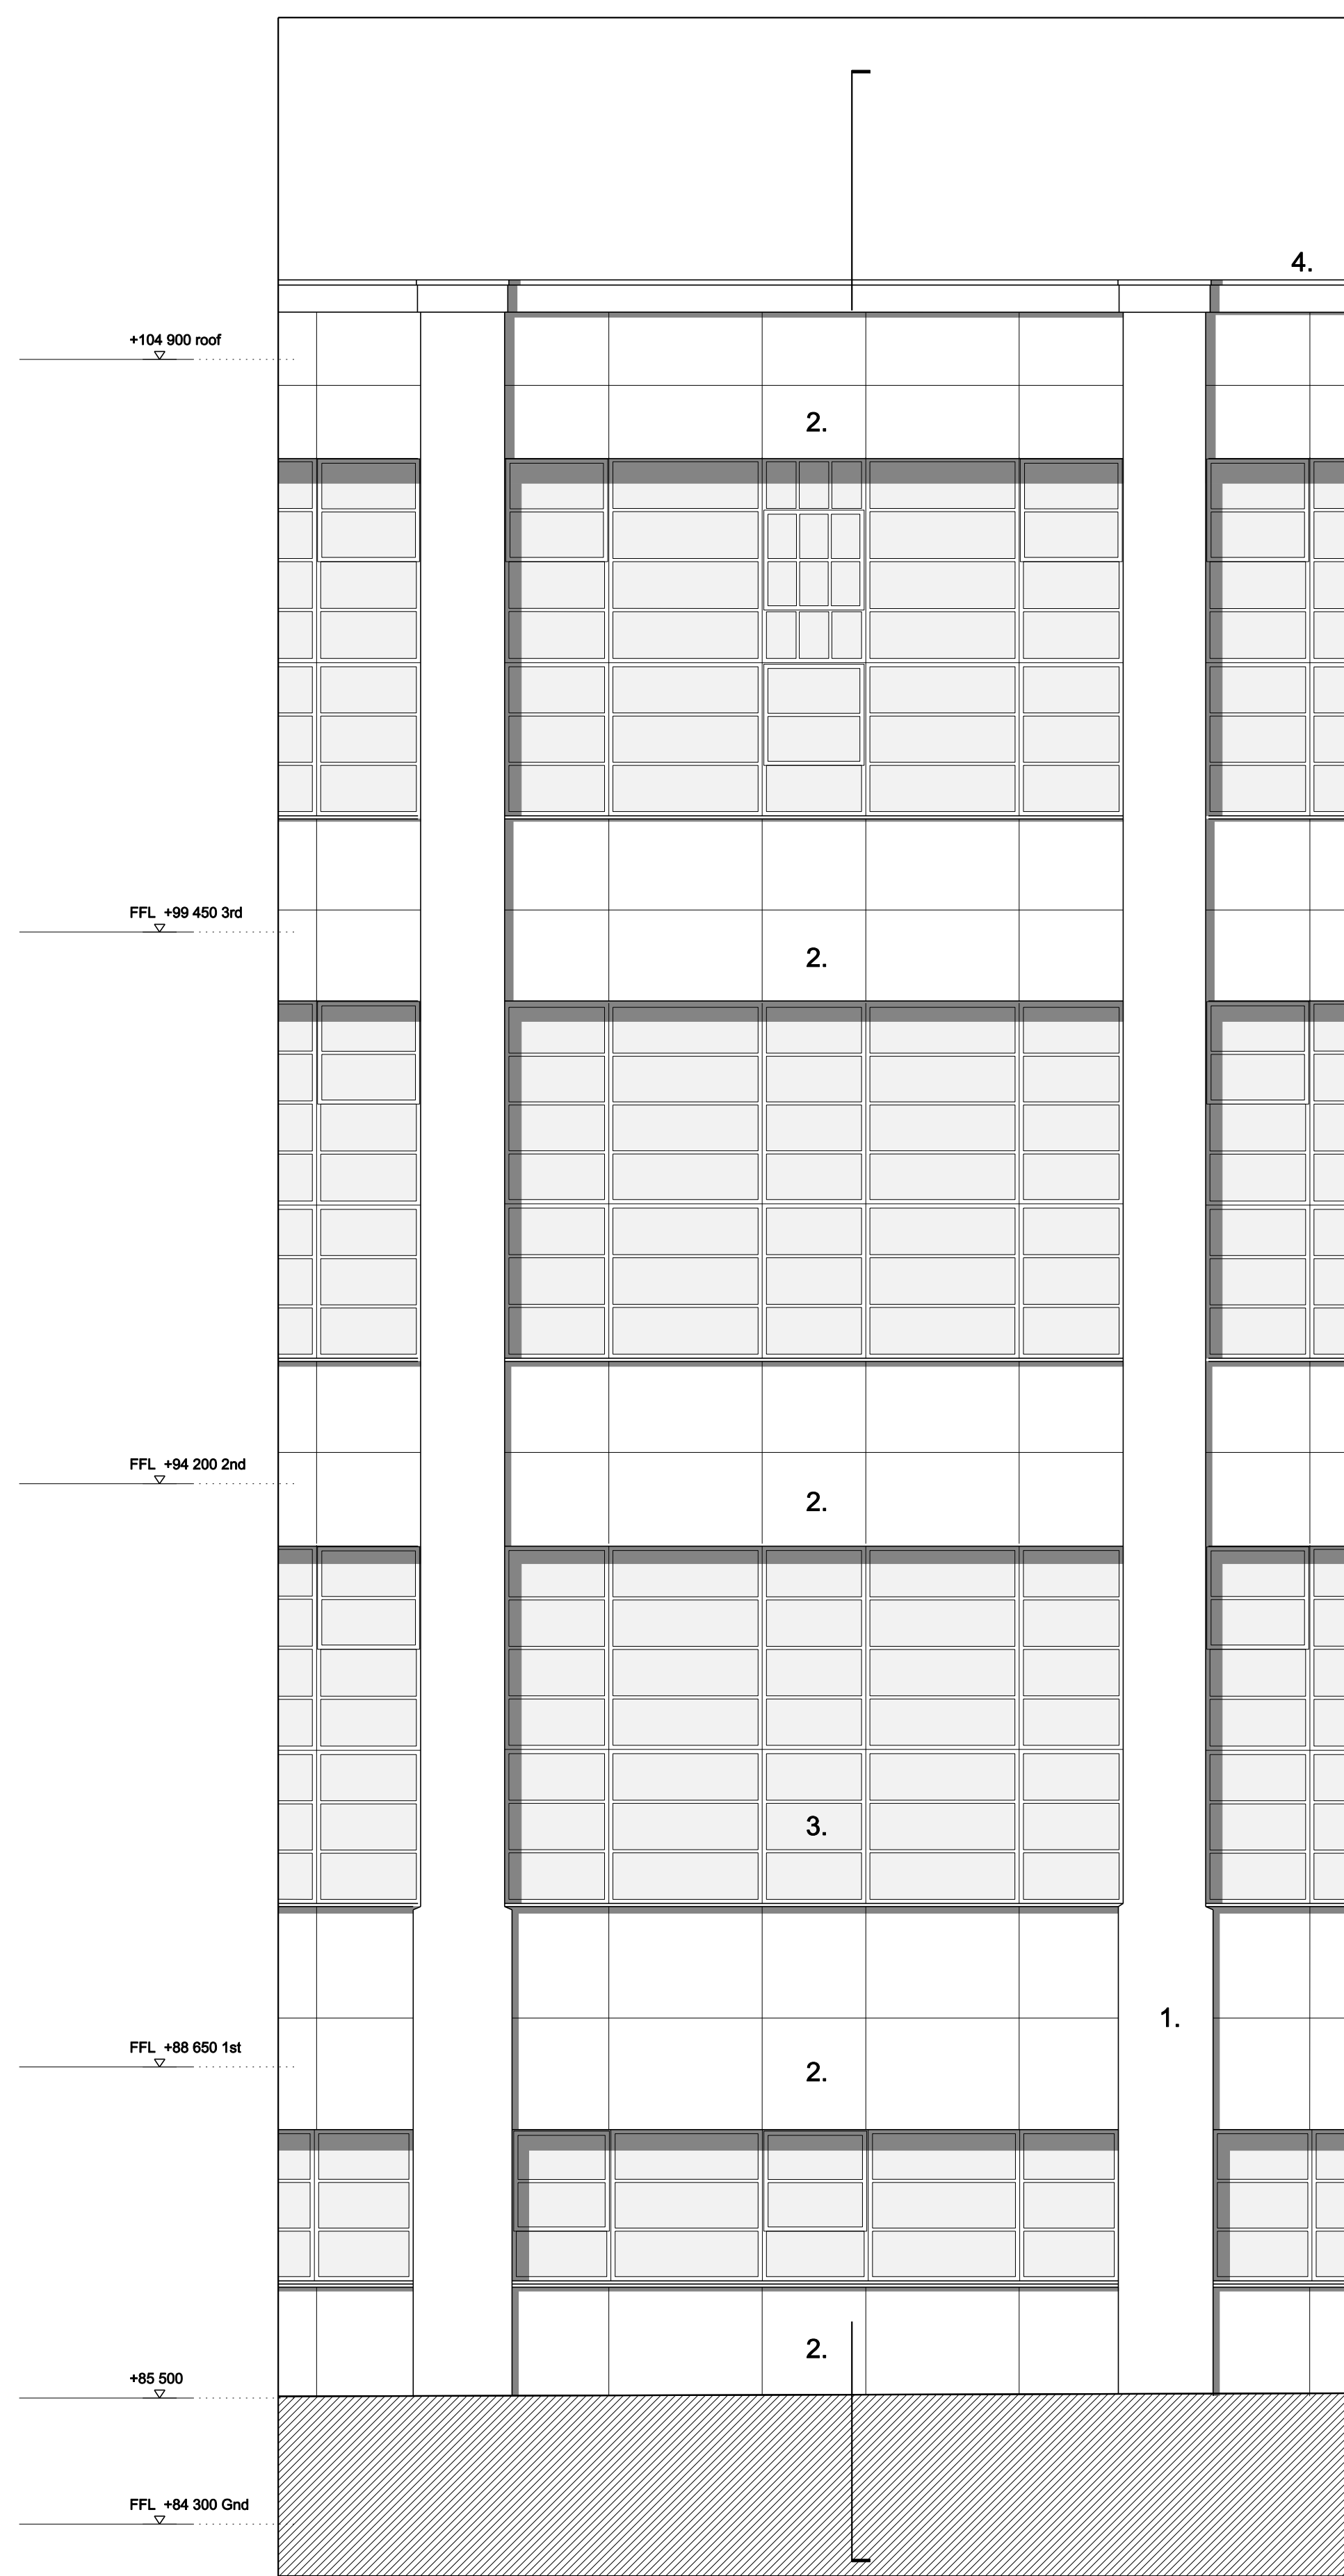 4.
+104 900 roof
2.
FFL +99 450 3rd
2.
FFL +94 200 2nd
2.
3.
1.
FFL +88 650 1st
2.
2.
+85 500
FFL +84 300 Gnd